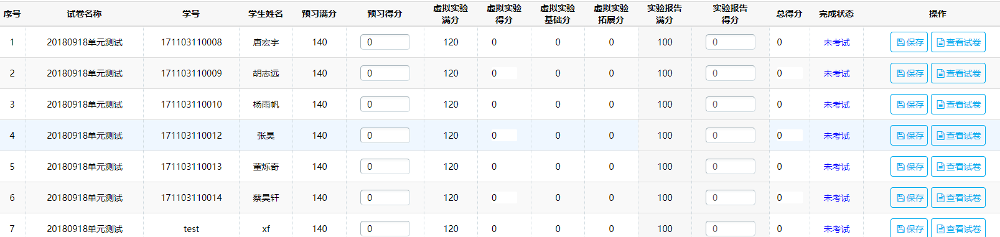 序号 试卷名称 学号 学生姓名 预习满分 预习得分 虚拟实验满分 虚拟实验得分 虚拟实验基础分 虚拟实验拓展分 实验报告满分 实验报告得分 总得分 完成状态 操作
1 20180918单元测试 171103110008 唐宏宇 140 0 120 0 0 0 100 0 0 未考试 保存 查看试卷
2 20180918单元测试 171103110009 胡志远 140 0 120 0 0 0 100 0 0 未考试 保存 查看试卷
3 20180918单元测试 171103110010 杨雨帆 140 0 120 0 0 0 100 0 0 未考试 保存 查看试卷
4 20180918单元测试 171103110012 张昊 140 0 120 0 0 0 100 0 0 未考试 保存 查看试卷
5 20180918单元测试 171103110013 董烁奇 140 0 120 0 0 0 100 0 0 未考试 保存 查看试卷
6 20180918单元测试 171103110014 蔡昊轩 140 0 120 0 0 0 100 0 0 未考试 保存 查看试卷
7 20180918单元测试 test xf 140 0 120 0 0 0 100 0 0 未考试 保存 查看试卷